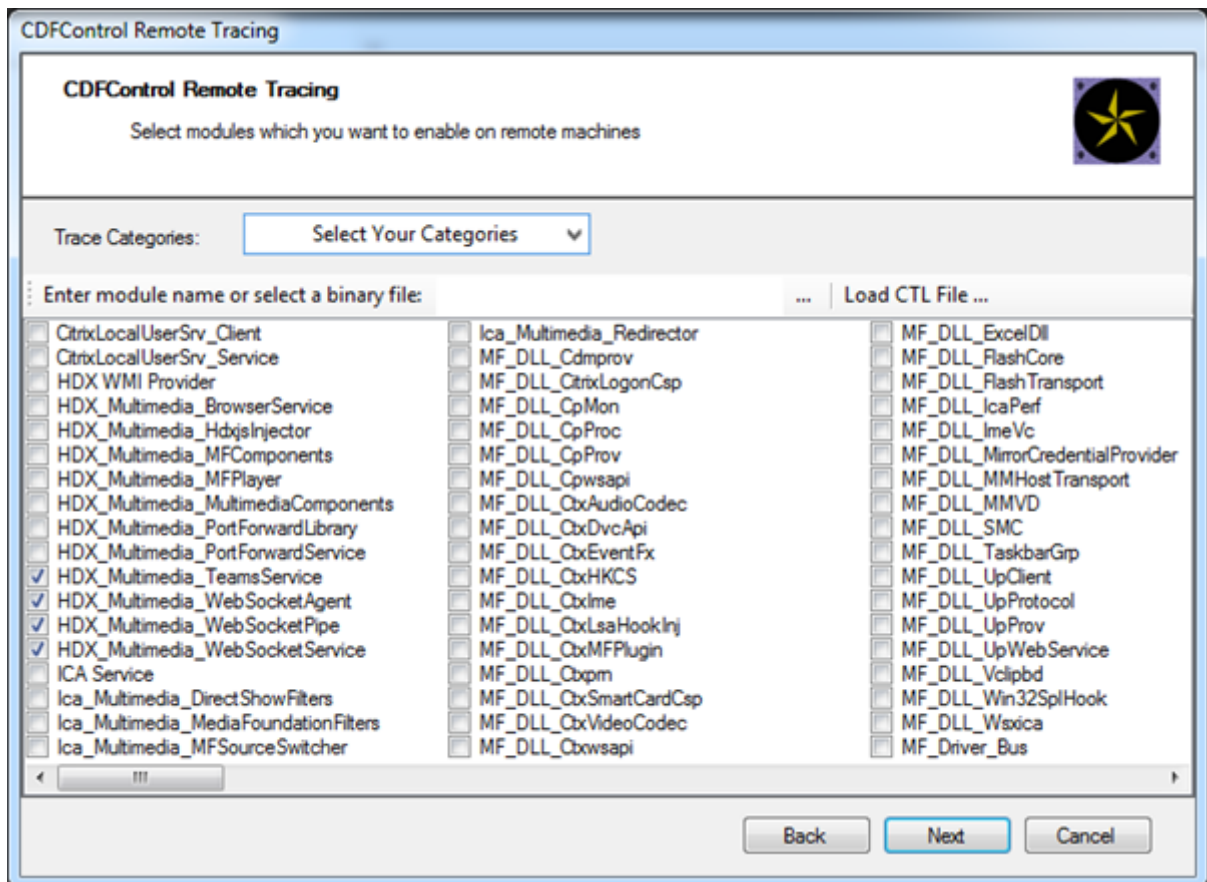 CDFControl Remote Tracing
CDFControl Remote Tracing
Select modules which you want to enable on remote machines
Trace Categories:
Select Your Categories
Enter module name or select a binary file:
...
Load CTL File ...
CitrixLocalUserSrv_Client
CitrixLocalUserSrv_Service
HDX WMI Provider
HDX_Multimedia_BrowserService
HDX_Multimedia_HdxjsInjector
HDX_Multimedia_MFComponents
HDX_Multimedia_MFPlayer
HDX_Multimedia_MultimediaComponents
HDX_Multimedia_PortForwardLibrary
HDX_Multimedia_PortForwardService
HDX_Multimedia_TeamsService
HDX_Multimedia_WebSocketAgent
HDX_Multimedia_WebSocketPipe
HDX_Multimedia_WebSocketService
ICA Service
Ica_Multimedia_DirectShowFilters
Ica_Multimedia_MediaFoundationFilters
Ica_Multimedia_MFSourceSwitcher
Ica_Multimedia_Redirector
MF_DLL_Cdmprov
MF_DLL_CitrixLogonCsp
MF_DLL_CpMon
MF_DLL_CpProc
MF_DLL_CpProv
MF_DLL_Cpwsapi
MF_DLL_CtxAudioCodec
MF_DLL_CtxDvcApi
MF_DLL_CtxEventFx
MF_DLL_CtxHKCS
MF_DLL_CtxIme
MF_DLL_CtxLsaHookInj
MF_DLL_CtxMFPlugin
MF_DLL_Ctxprn
MF_DLL_CtxSmartCardCsp
MF_DLL_CtxVideoCodec
MF_DLL_Ctxwsapi
MF_DLL_ExcelDll
MF_DLL_FlashCore
MF_DLL_FlashTransport
MF_DLL_IcaPerf
MF_DLL_ImeVc
MF_DLL_MirrorCredentialProvider
MF_DLL_MMHostTransport
MF_DLL_MMVD
MF_DLL_SMC
MF_DLL_TaskbarGrp
MF_DLL_UpClient
MF_DLL_UpProtocol
MF_DLL_UpProv
MF_DLL_UpWebService
MF_DLL_Vclipbd
MF_DLL_Win32SplHook
MF_DLL_Wsxica
MF_Driver_Bus
Back
Next
Cancel